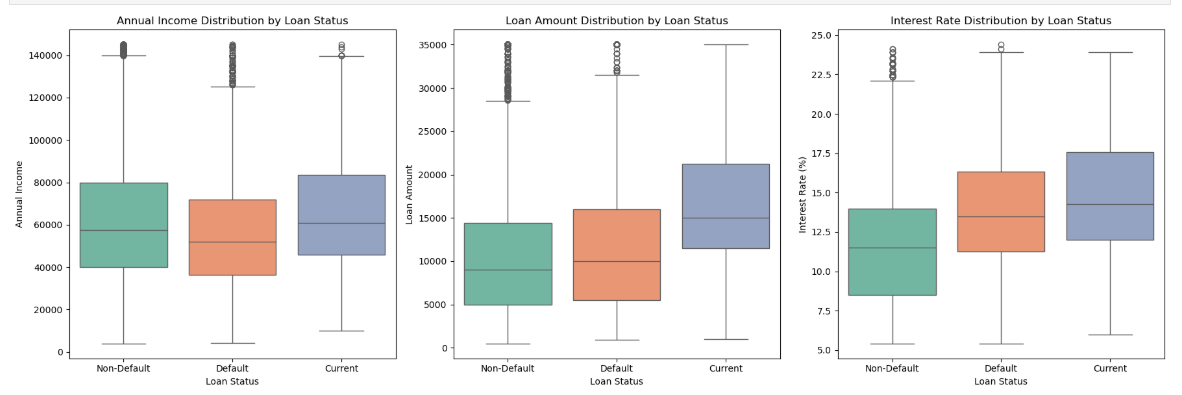 Annual Income Distribution by Loan Status
Annual Income
140000
120000
100000
80000
60000
40000
20000
0
Non-Default
Default
Current
Loan Status
Loan Amount Distribution by Loan Status
Loan Amount
35000
30000
25000
20000
15000
10000
5000
0
Non-Default
Default
Current
Loan Status
Interest Rate Distribution by Loan Status
Interest Rate (%)
25.0
22.5
20.0
17.5
15.0
12.5
10.0
7.5
5.0
Non-Default
Default
Current
Loan Status